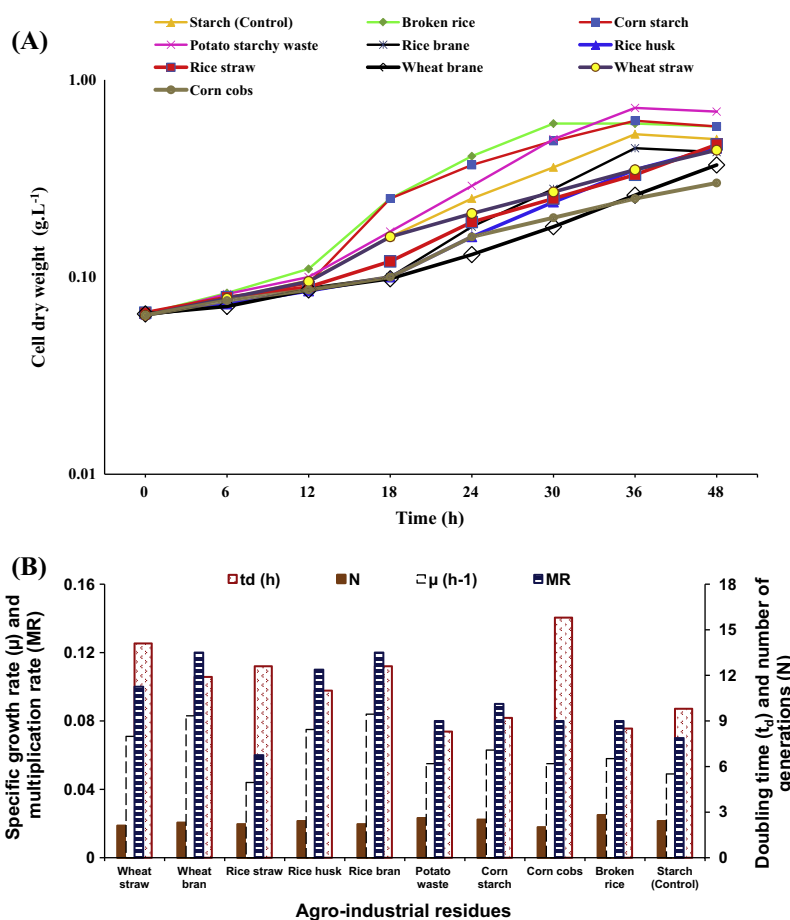 (A)
Starch (Control)
Broken rice
Corn starch
Potato starchy waste
Rice brane
Rice husk
Rice straw
Wheat brane
Wheat straw
Corn cobs
Cell dry weight (g.L-1)
1.00
0.10
0.01
0 6 12 18 24 30 36 48
Time (h)
(B)
td (h)
N
µ (h-1)
MR
Specific growth rate (µ) and
multiplication rate (MR)
0.16
0.12
0.08
0.04
0
Doubling time (td) and number of
generations (N)
18
15
12
9
6
3
0
Wheat
straw
Wheat
bran
Rice straw
Rice husk
Rice bran
Potato
waste
Corn
starch
Corn cobs
Broken
rice
Starch
(Control)
Agro-industrial residues